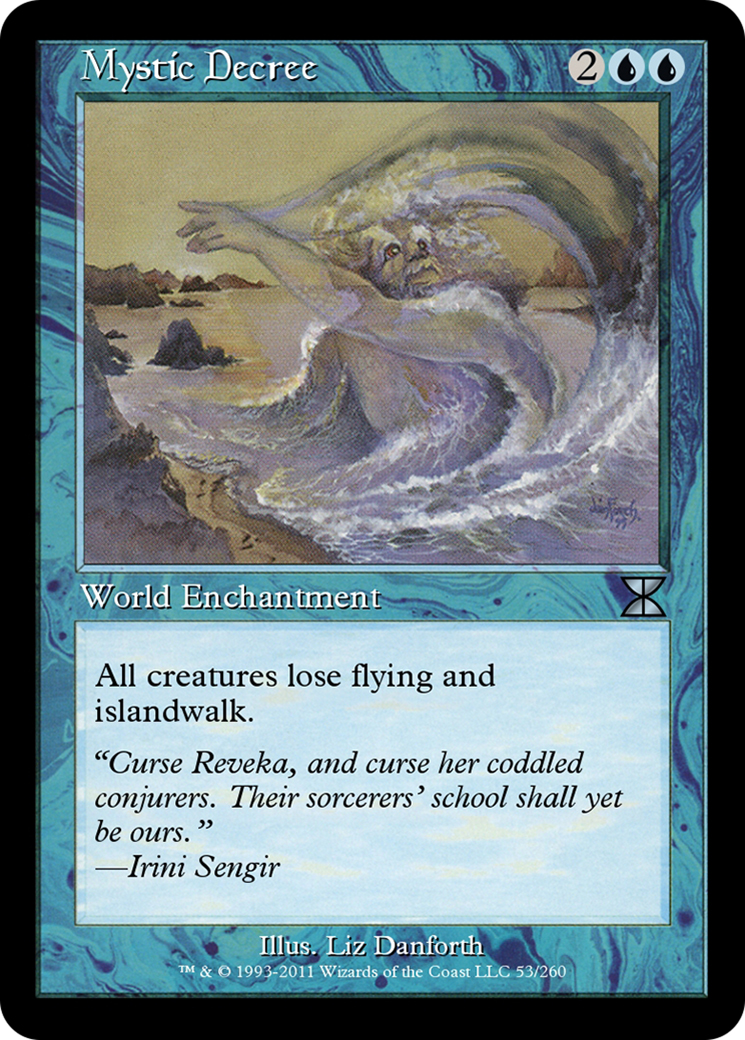 Mystic Decree
2
All creatures lose flying and
islandwalk.
“Curse Reveka, and curse her coddled
conjurers. Their sorcerers’ school shall yet
be ours.”
—Irini Sengir
World Enchantment
Illus. Liz Danforth
™ & © 1993-2011 Wizards of the Coast LLC 53/260